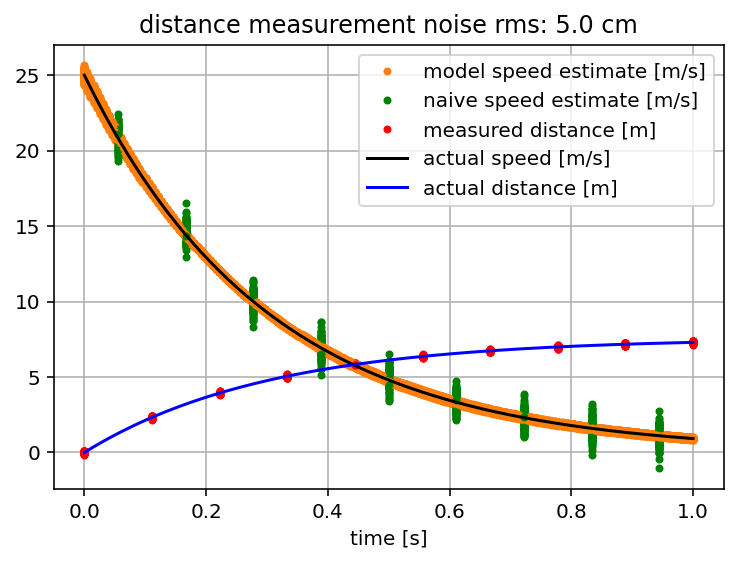 distance measurement noise rms: 5.0 cm
model speed estimate [m/s]
naive speed estimate [m/s]
measured distance [m]
actual speed [m/s]
actual distance [m]
25
20
15
10
5
0
0.0 0.2 0.4 0.6 0.8 1.0
time [s]